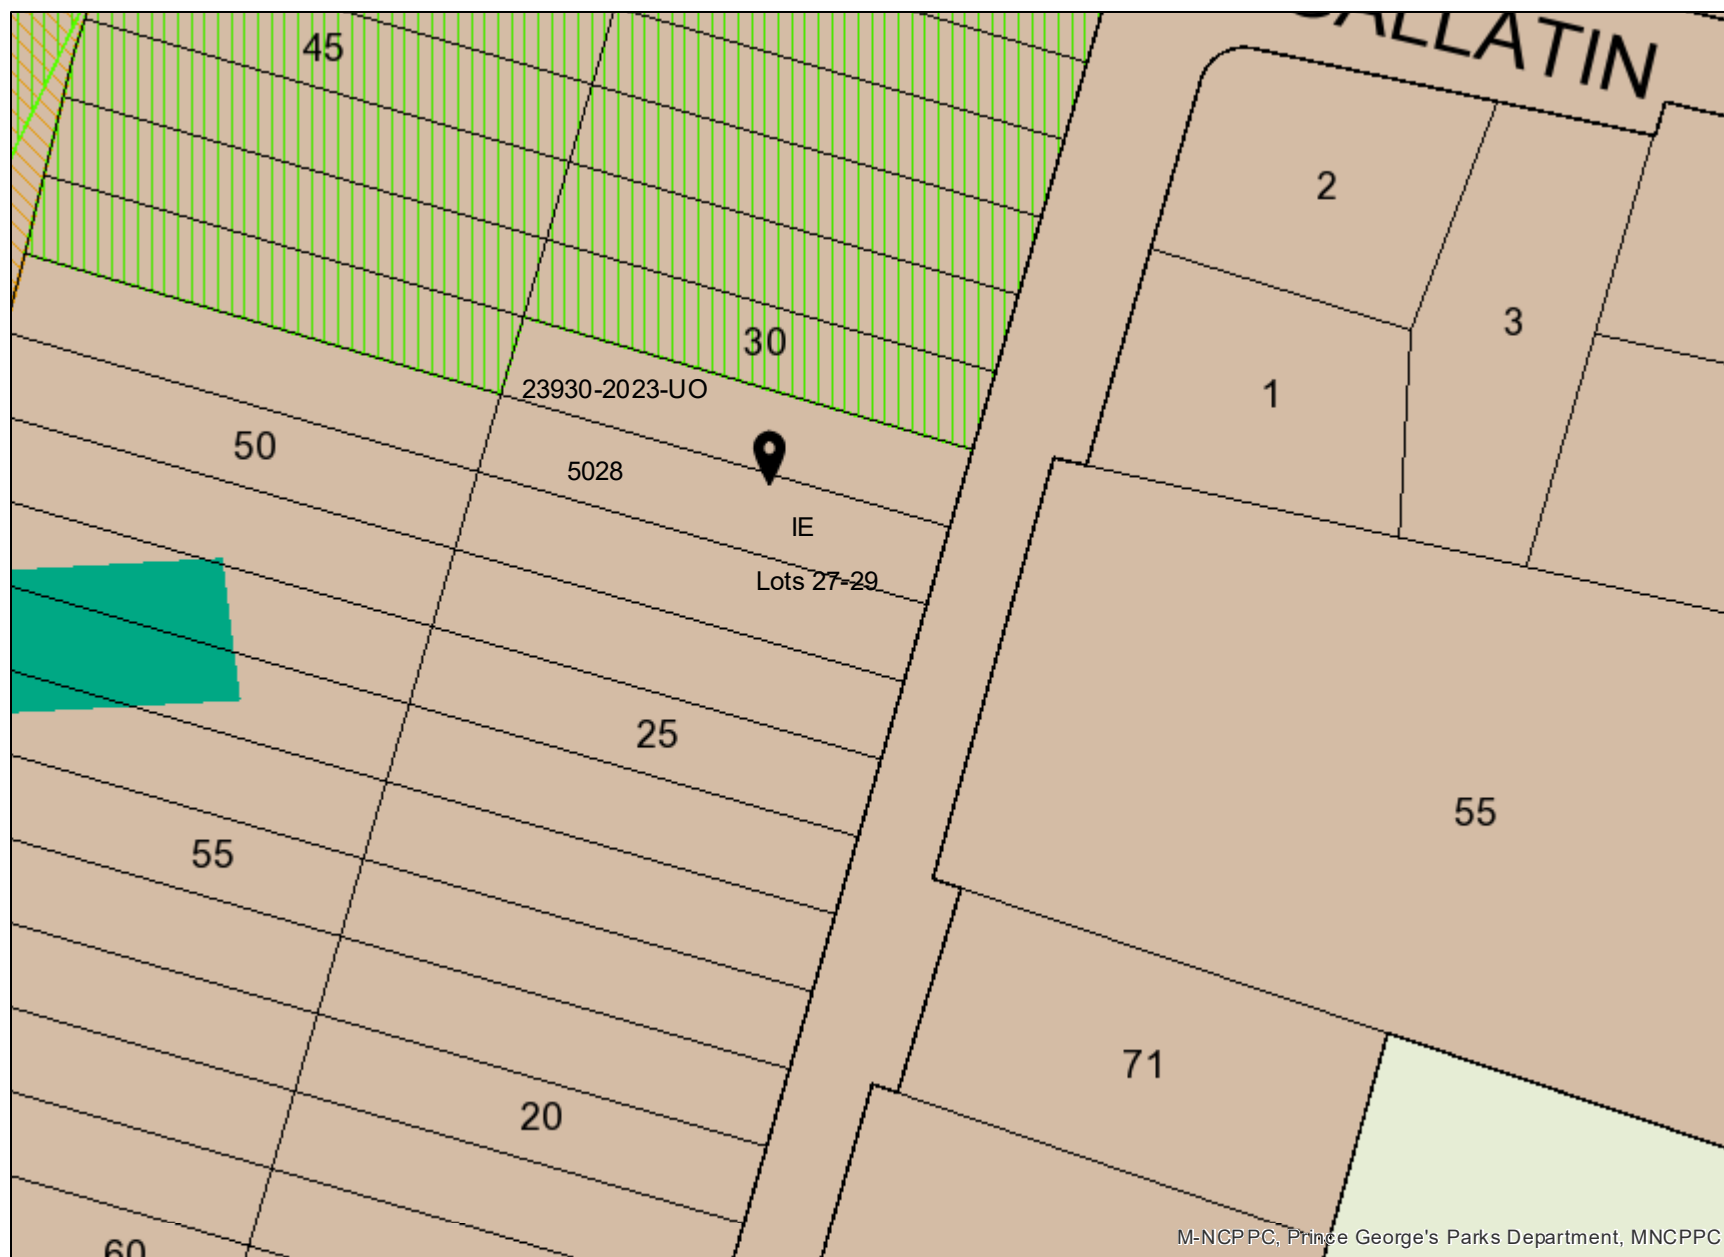 45
GALLATIN
2
3
30
1
23930-2023-UO
50
5028
IE
Lots 27-29
25
55
55
71
20
60
M-NCPPC, Prince George's Parks Department, MNCPPC